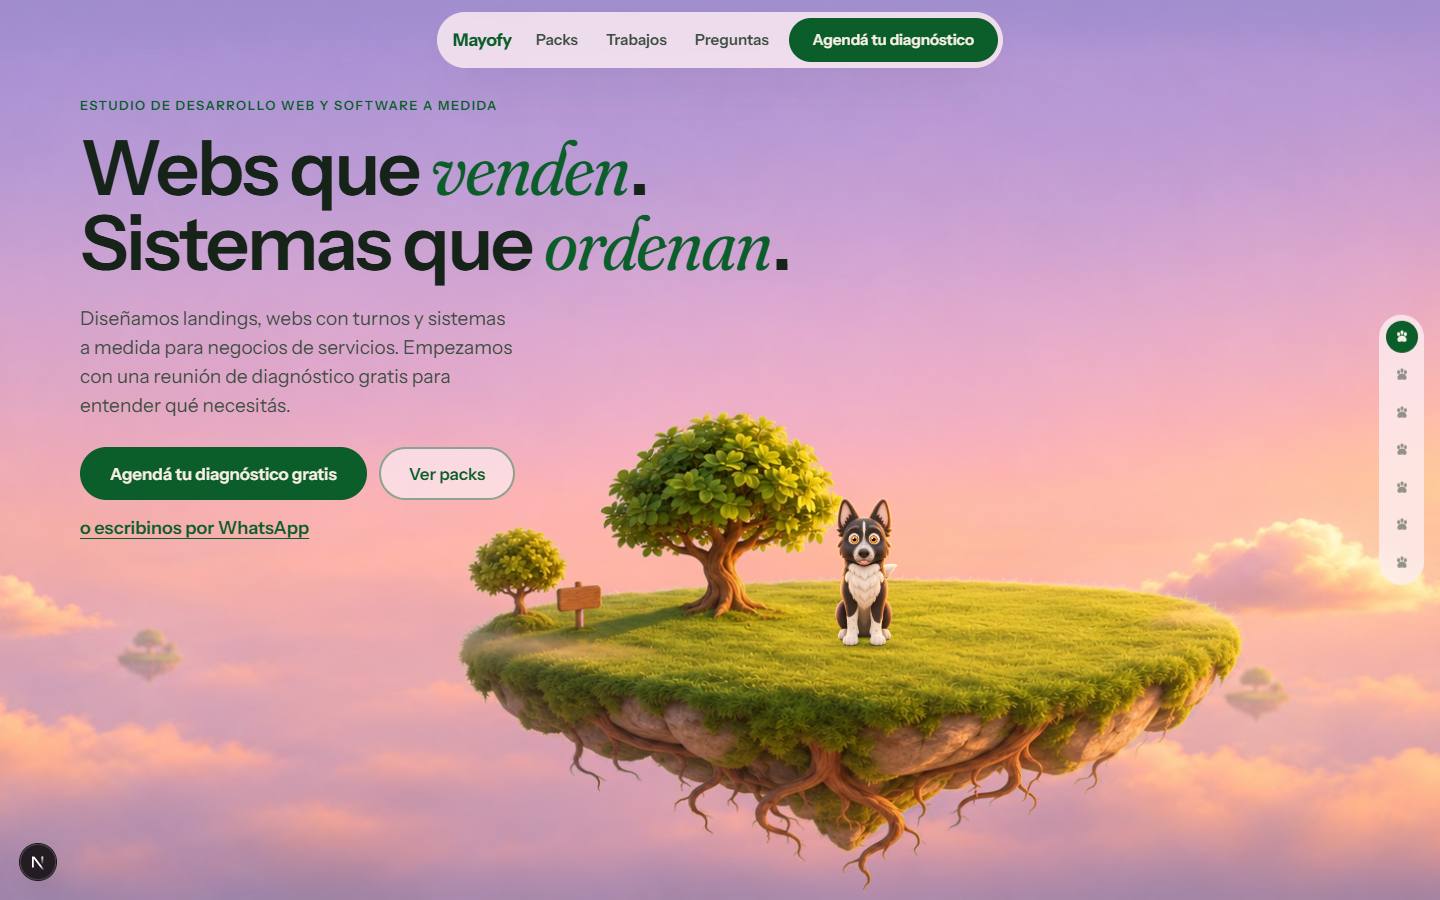 Mayofy Packs Trabajos Preguntas Agendá tu diagnóstico
ESTUDIO DE DESARROLLO WEB Y SOFTWARE A MEDIDA
Webs que venden.
Sistemas que ordenan.
Diseñamos landings, webs con turnos y sistemas
a medida para negocios de servicios. Empezamos
con una reunión de diagnóstico gratis para
entender qué necesitás.
Agendá tu diagnóstico gratis Ver packs
o escribinos por WhatsApp
N